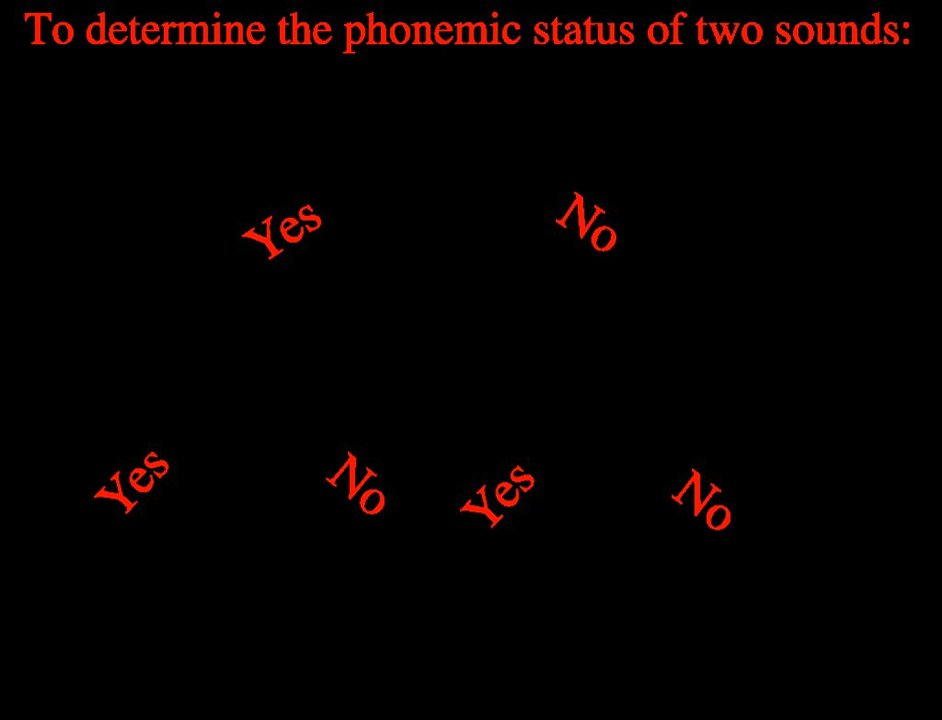 To determine the phonemic status of two sounds:
Yes
No
Yes
No
Yes
No